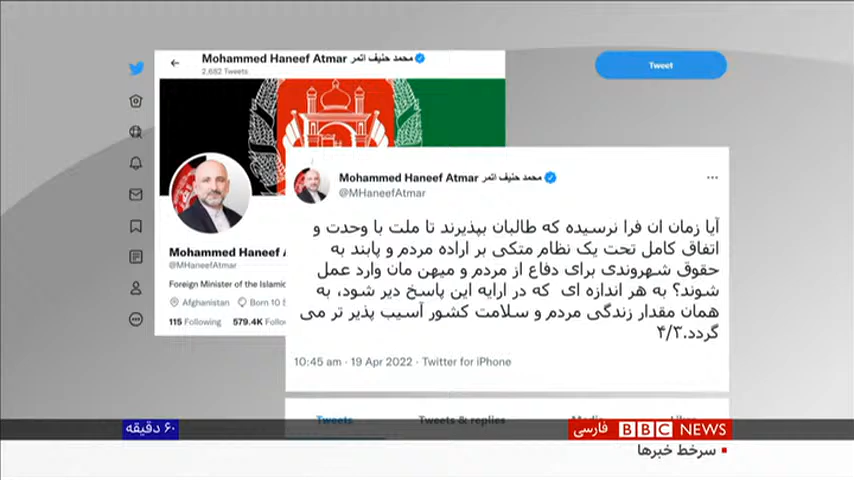 Mohammed Haneef Atmar محمد حنیف اتمر
2,682 Tweets
Tweet
Mohammed Haneef Atmar محمد حنیف اتمر
@MHaneefAtmar
آیا زمان ان فرا نرسیده که طالبان بپذیرند تا ملت با وحدت و
اتفاق کامل تحت یک نظام متکی بر اراده مردم و پابند به
حقوق شهروندی برای دفاع از مردم و میهن مان وارد عمل
شوند؟ به هر اندازه ای که در ارایه این پاسخ دیر شود، به
همان مقدار زندگی مردم و سلامت کشور آسیب پذیر تر می
گردد.۴/۳
10:45 am · 19 Apr 2022 · Twitter for iPhone
Mohammed Haneef
@MHaneefAtmar
Foreign Minister of the Islamic
Afghanistan Born 10
115 Following 579.4K
Tweets Tweets & replies
۶۰ دقیقه
BBC NEWS فارسی
سرخط خبرها